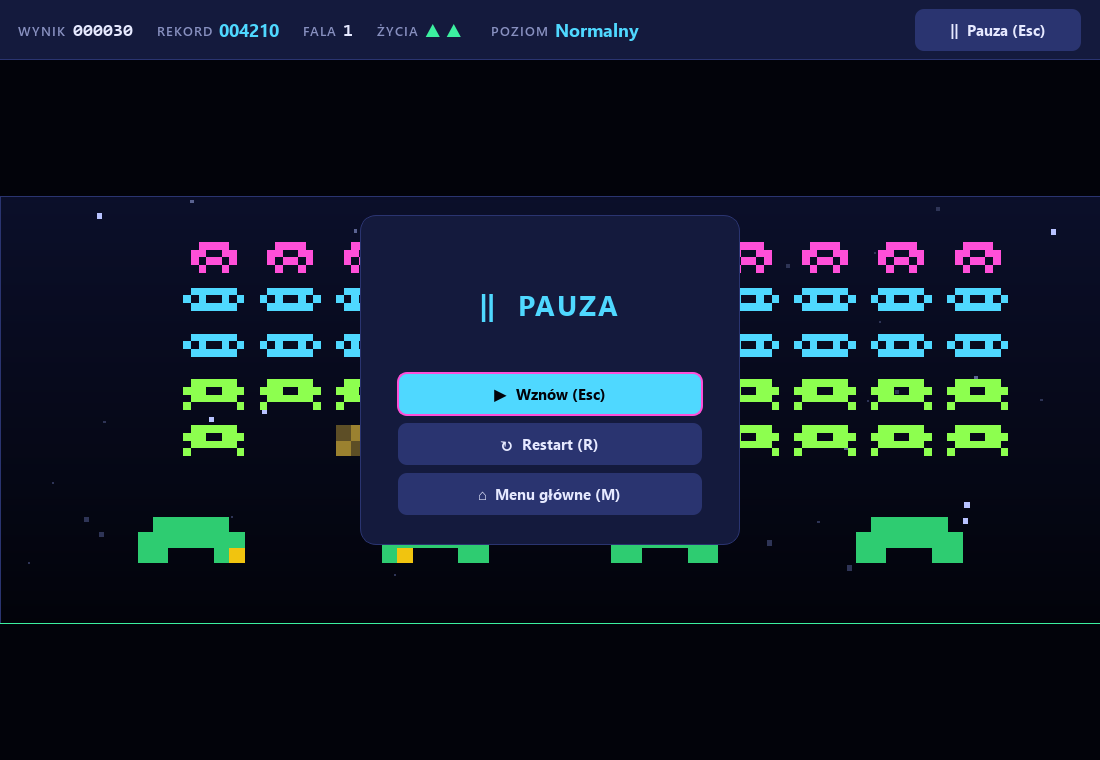 WYNIK 000030 REKORD 004210 FALA 1 ŻYCIA ▲▲ POZIOM Normalny || Pauza (Esc)
|| PAUZA
▶ Wznów (Esc)
↻ Restart (R)
⌂ Menu główne (M)